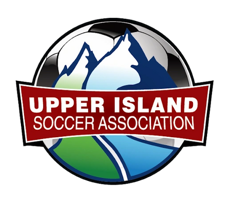 UPPER ISLAND
SOCCER ASSOCIATION